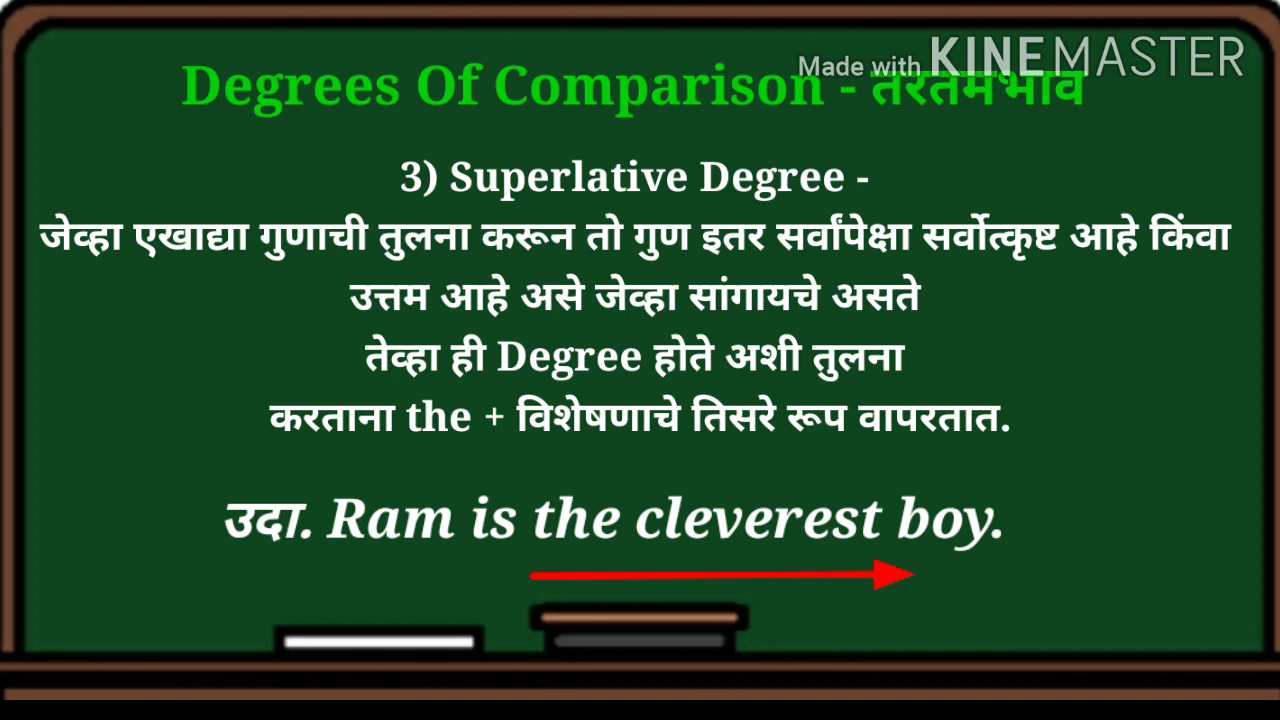 Made with KINEMASTER
Degrees Of Comparison - तरतमभाव
3) Superlative Degree -
जेव्हा एखाद्या गुणाची तुलना करून तो गुण इतर सर्वांपेक्षा सर्वोत्कृष्ट आहे किंवा
उत्तम आहे असे जेव्हा सांगायचे असते
तेव्हा ही Degree होते अशी तुलना
करताना the + विशेषणाचे तिसरे रूप वापरतात.
उदा. Ram is the cleverest boy.